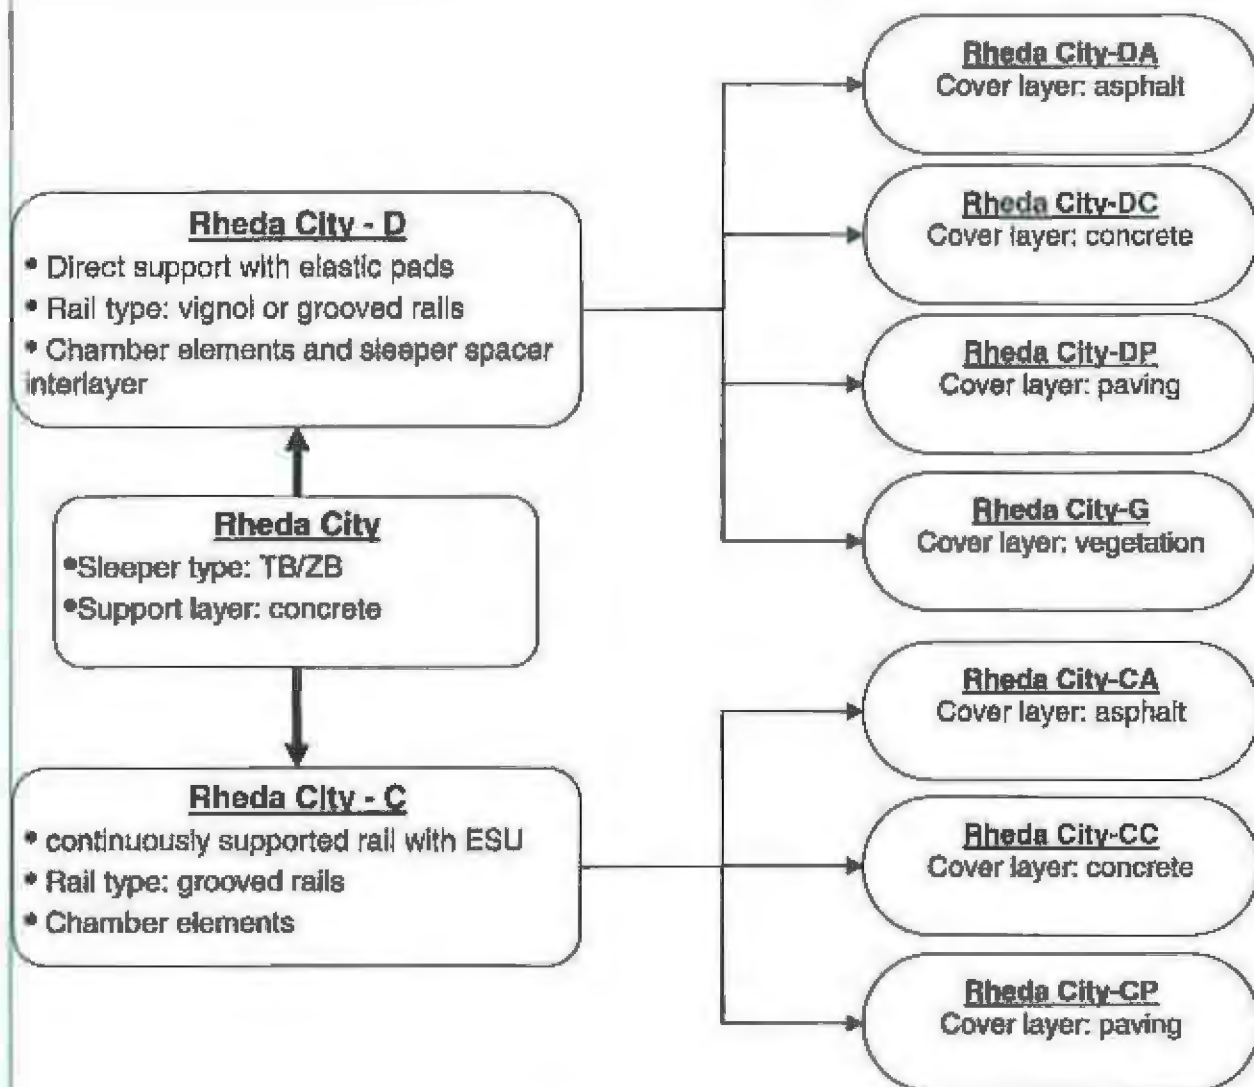 Rheda City-DA
Cover layer: asphalt
Rheda City-DC
Cover layer: concrete
Rheda City - D
• Direct support with elastic pads
• Rail type: vignol or grooved rails
• Chamber elements and sleeper spacer
interlayer
Rheda City-DP
Cover layer: paving
Rheda City-G
Cover layer: vegetation
Rheda City
•Sleeper type: TB/ZB
•Support layer: concrete
Rheda City-CA
Cover layer: asphalt
Rheda City - C
• continuously supported rail with ESU
• Rail type: grooved rails
• Chamber elements
Rheda City-CC
Cover layer: concrete
Rheda City-CP
Cover layer: paving